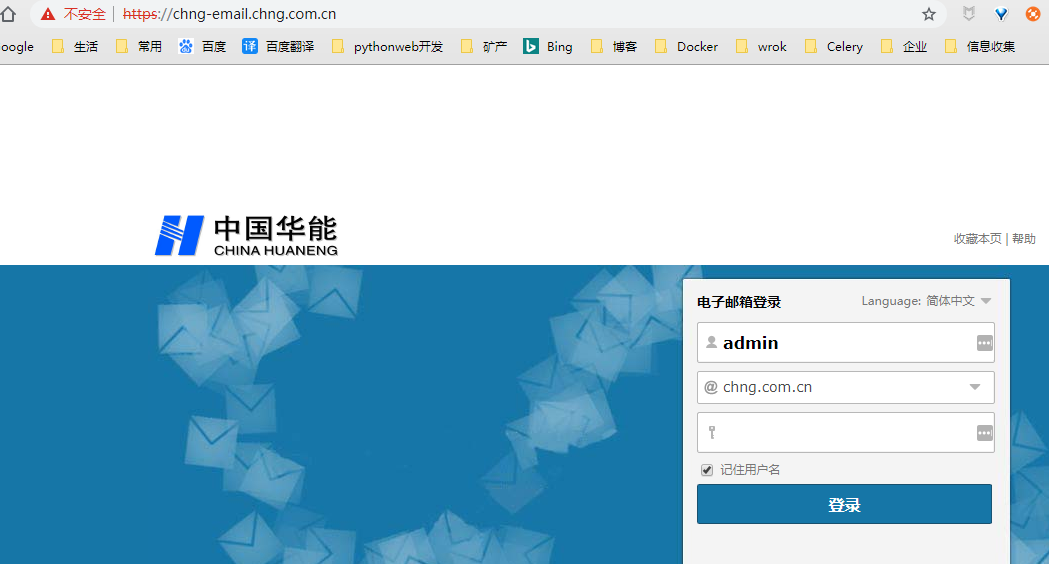 不安全 https://chng-email.chng.com.cn
oogle 生活 常用 百度 译 百度翻译 pythonweb开发 矿产 Bing 博客 Docker wrok Celery 企业 信息收集
中国华能
CHINA HUANENG
收藏本页 | 帮助
电子邮箱登录 Language: 简体中文
admin
@ chng.com.cn
记住用户名
登录